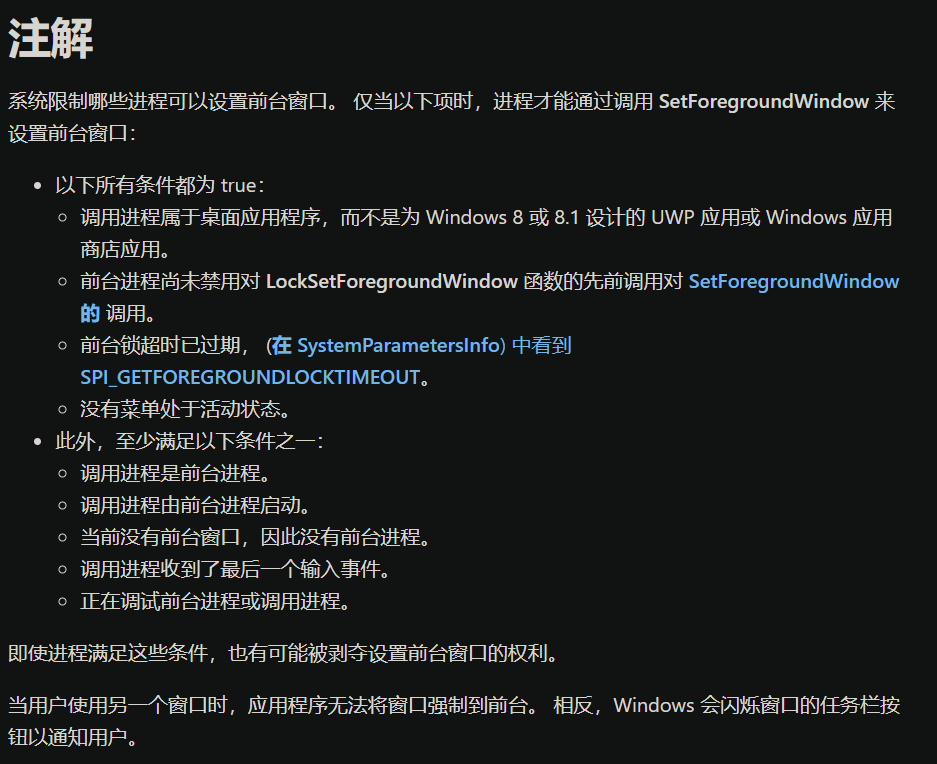 注解
系统限制哪些进程可以设置前台窗口。 仅当以下项时，进程才能通过调用 SetForegroundWindow 来
设置前台窗口：
以下所有条件都为 true：
调用进程属于桌面应用程序，而不是为 Windows 8 或 8.1 设计的 UWP 应用或 Windows 应用
商店应用。
前台进程尚未禁用对 LockSetForegroundWindow 函数的先前调用对 SetForegroundWindow
的 调用。
前台锁超时已过期， (在 SystemParametersInfo) 中看到
SPI_GETFOREGROUNDLOCKTIMEOUT。
没有菜单处于活动状态。
此外，至少满足以下条件之一：
调用进程是前台进程。
调用进程由前台进程启动。
当前没有前台窗口，因此没有前台进程。
调用进程收到了最后一个输入事件。
正在调试前台进程或调用进程。
即使进程满足这些条件，也有可能被剥夺设置前台窗口的权利。
当用户使用另一个窗口时，应用程序无法将窗口强制到前台。 相反，Windows 会闪烁窗口的任务栏按
钮以通知用户。